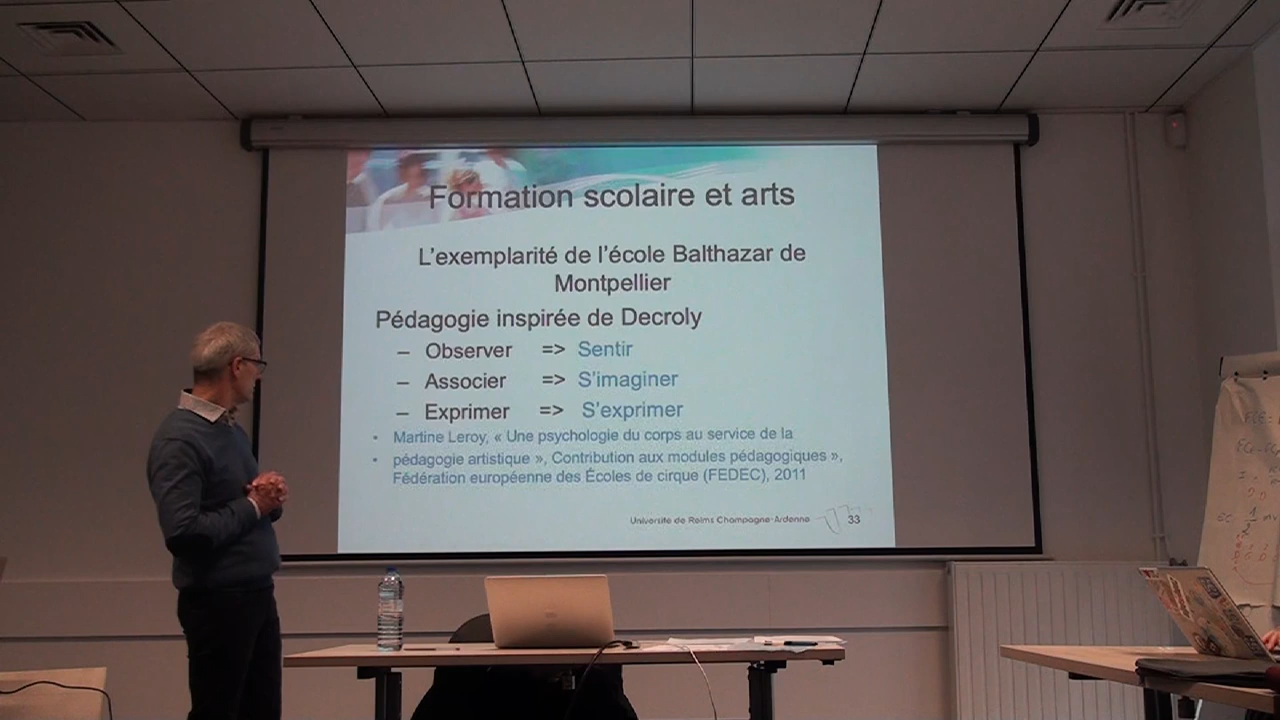 Formation scolaire et arts
L'exemplarité de l'école Balthazar de
Montpellier
Pédagogie inspirée de Decroly
– Observer => Sentir
– Associer => S'imaginer
– Exprimer => S'exprimer
• Martine Leroy, « Une psychologie du corps au service de la
• pédagogie artistique », Contribution aux modules pédagogiques »,
Fédération européenne des Écoles de cirque (FEDEC), 2011
Université de Reims Champagne-Ardenne 33